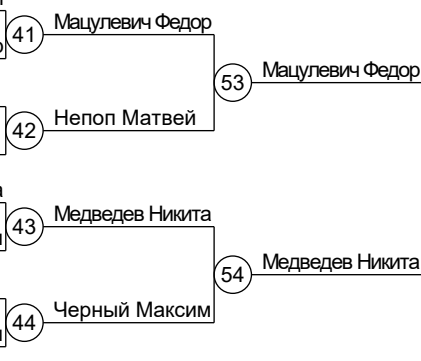 41
Мацулевич Федор
53
Мацулевич Федор
42
Непоп Матвей
43
Медведев Никита
54
Медведев Никита
44
Черный Максим